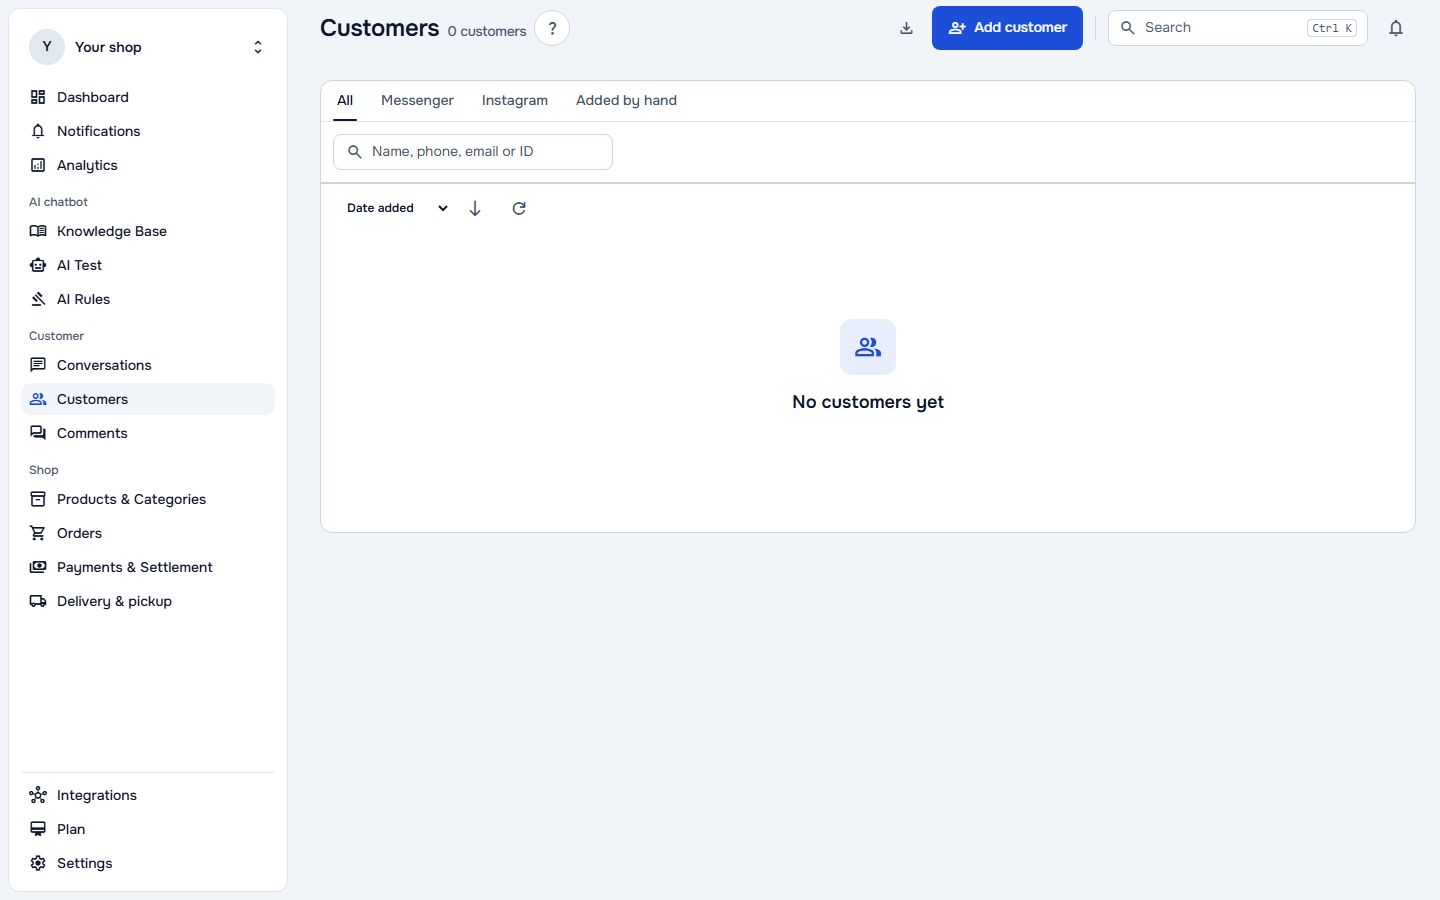 Y
Your shop
Dashboard
Notifications
Analytics
AI chatbot
Knowledge Base
AI Test
AI Rules
Customer
Conversations
Customers
Comments
Shop
Products & Categories
Orders
Payments & Settlement
Delivery & pickup
Integrations
Plan
Settings
Customers 0 customers ?
Add customer
Search Ctrl K
All Messenger Instagram Added by hand
Name, phone, email or ID
Date added
No customers yet